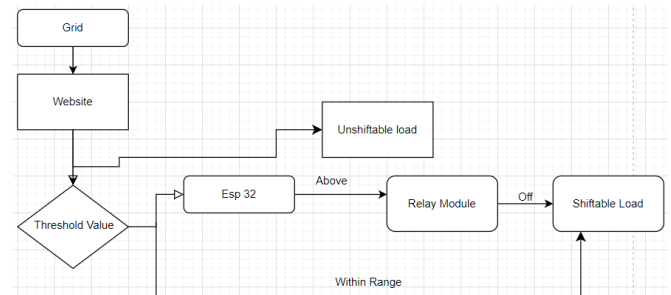 Grid
Website
Unshiftable load
Threshold Value
Esp 32
Above
Relay Module
Off
Shiftable Load
Within Range